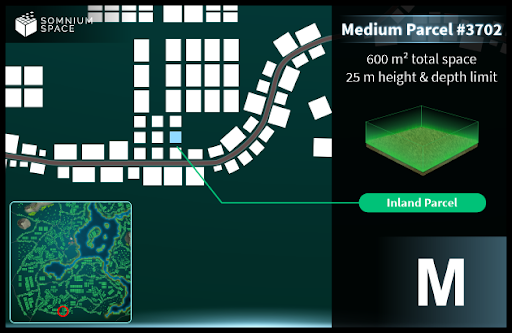 SOMNIUM
SPACE
Medium Parcel #3702
600 m² total space
25 m height & depth limit
Inland Parcel
M